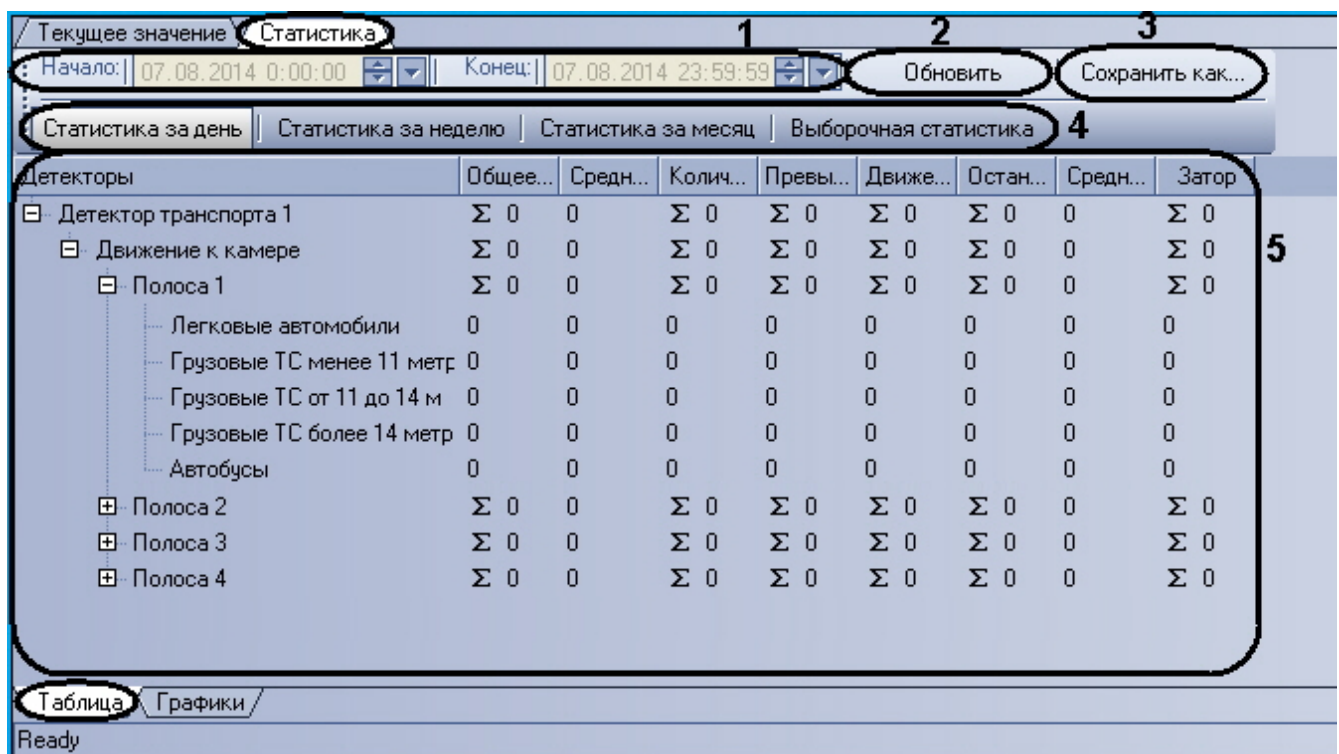 Текущее значение Статистика 1 2 3
Начало: 07.08.2014 0:00:00 Конец: 07.08.2014 23:59:59 Обновить Сохранить как...
Статистика за день Статистика за неделю Статистика за месяц Выборочная статистика 4
Детекторы Общее... Средн... Колич... Превы... Движе... Остан... Средн... Затор
Детектор транспорта 1 Σ 0 0 Σ 0 Σ 0 Σ 0 Σ 0 0 Σ 0
Движение к камере Σ 0 0 Σ 0 Σ 0 Σ 0 Σ 0 0 Σ 0 5
Полоса 1 Σ 0 0 Σ 0 Σ 0 Σ 0 Σ 0 0 Σ 0
Легковые автомобили 0 0 0 0 0 0 0 0
Грузовые ТС менее 11 метр 0 0 0 0 0 0 0 0
Грузовые ТС от 11 до 14 м 0 0 0 0 0 0 0 0
Грузовые ТС более 14 метр 0 0 0 0 0 0 0 0
Автобусы 0 0 0 0 0 0 0 0
Полоса 2 Σ 0 0 Σ 0 Σ 0 Σ 0 Σ 0 0 Σ 0
Полоса 3 Σ 0 0 Σ 0 Σ 0 Σ 0 Σ 0 0 Σ 0
Полоса 4 Σ 0 0 Σ 0 Σ 0 Σ 0 Σ 0 0 Σ 0
Таблица Графики
Ready